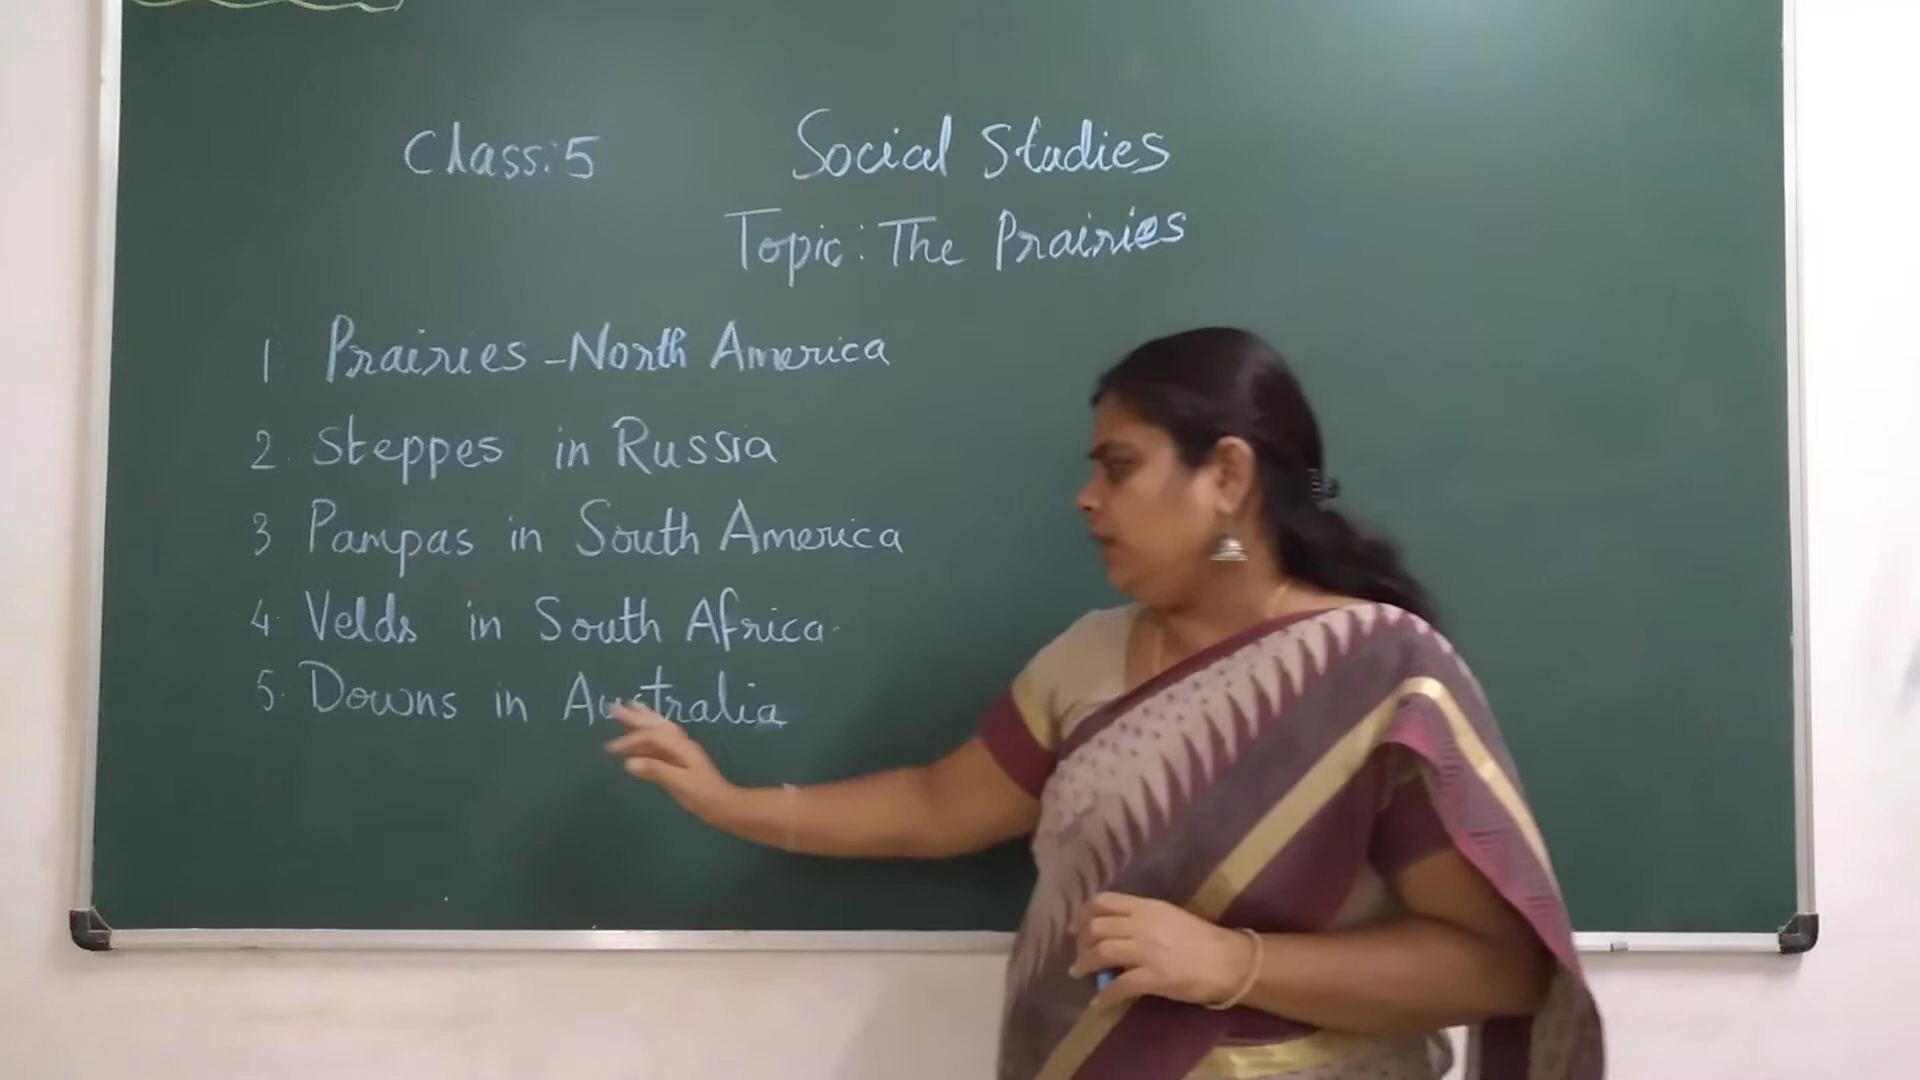 Class: 5 Social Studies
Topic: The Prairies
1. Prairies - North America
2. Steppes in Russia
3 Pampas in South America
4. Velds in South Africa.
5. Downs in Australia